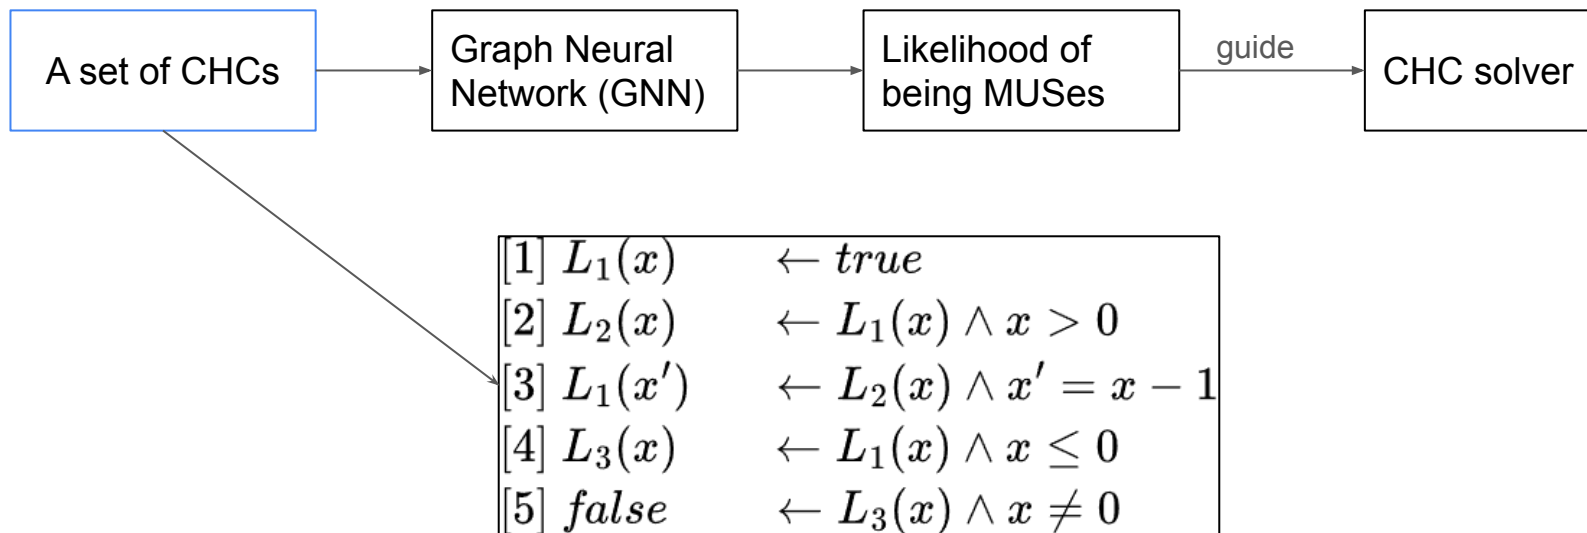 A set of CHCs
Graph Neural
Network (GNN)
Likelihood of
being MUSes
guide
CHC solver
[1] L₁(x) ← true
[2] L₂(x) ← L₁(x) ∧ x > 0
[3] L₁(x′) ← L₂(x) ∧ x′ = x − 1
[4] L₃(x) ← L₁(x) ∧ x ≤ 0
[5] false ← L₃(x) ∧ x ≠ 0